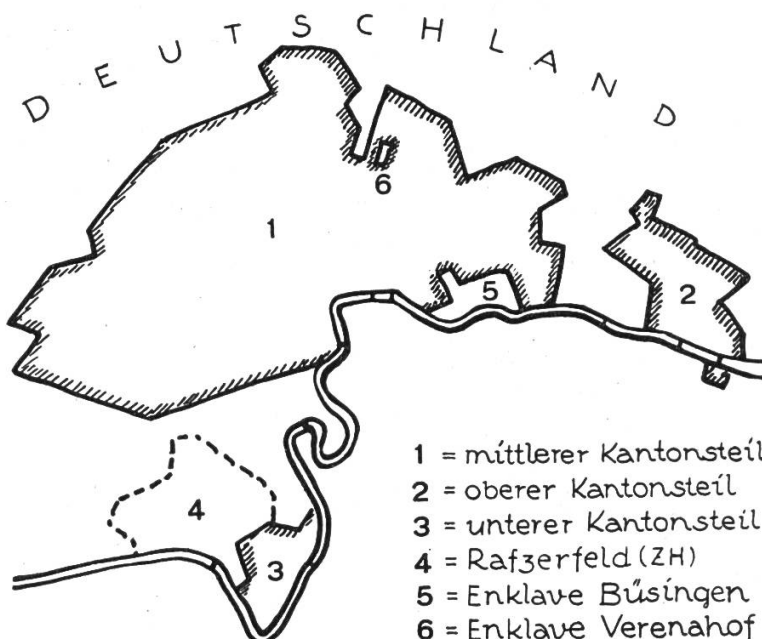 DEUTSCHLAND
6
1
5
2
4
3
1 = mittlerer Kantonsteil
2 = oberer Kantonsteil
3 = unterer Kantonsteil
4 = Rafzerfeld (ZH)
5 = Enklave Büsingen
6 = Enklave Verenahof